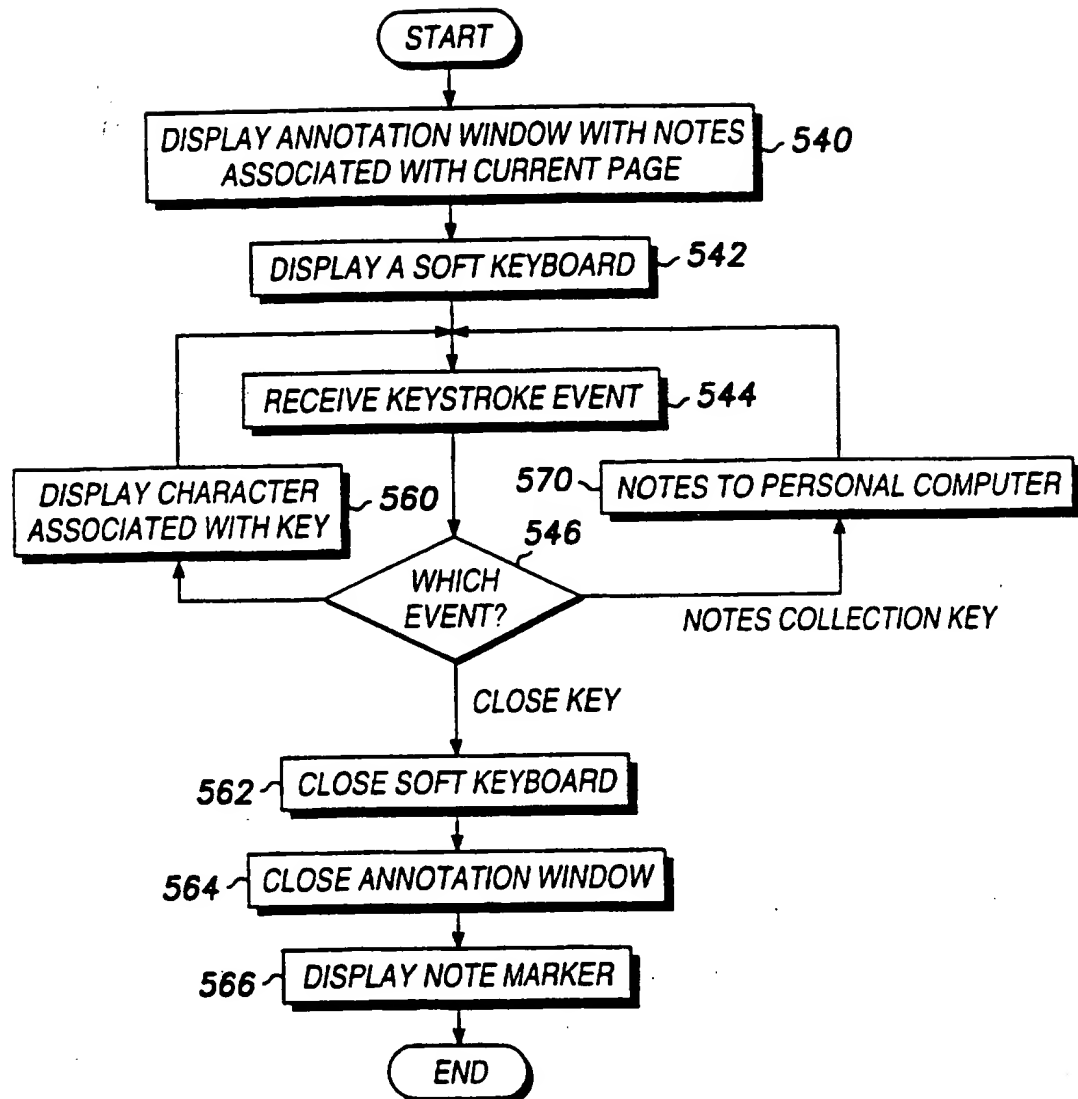 START
DISPLAY ANNOTATION WINDOW WITH NOTES
ASSOCIATED WITH CURRENT PAGE
540
DISPLAY A SOFT KEYBOARD
542
RECEIVE KEYSTROKE EVENT
544
DISPLAY CHARACTER
ASSOCIATED WITH KEY
560
570
NOTES TO PERSONAL COMPUTER
546
WHICH
EVENT?
NOTES COLLECTION KEY
CLOSE KEY
562
CLOSE SOFT KEYBOARD
564
CLOSE ANNOTATION WINDOW
566
DISPLAY NOTE MARKER
END